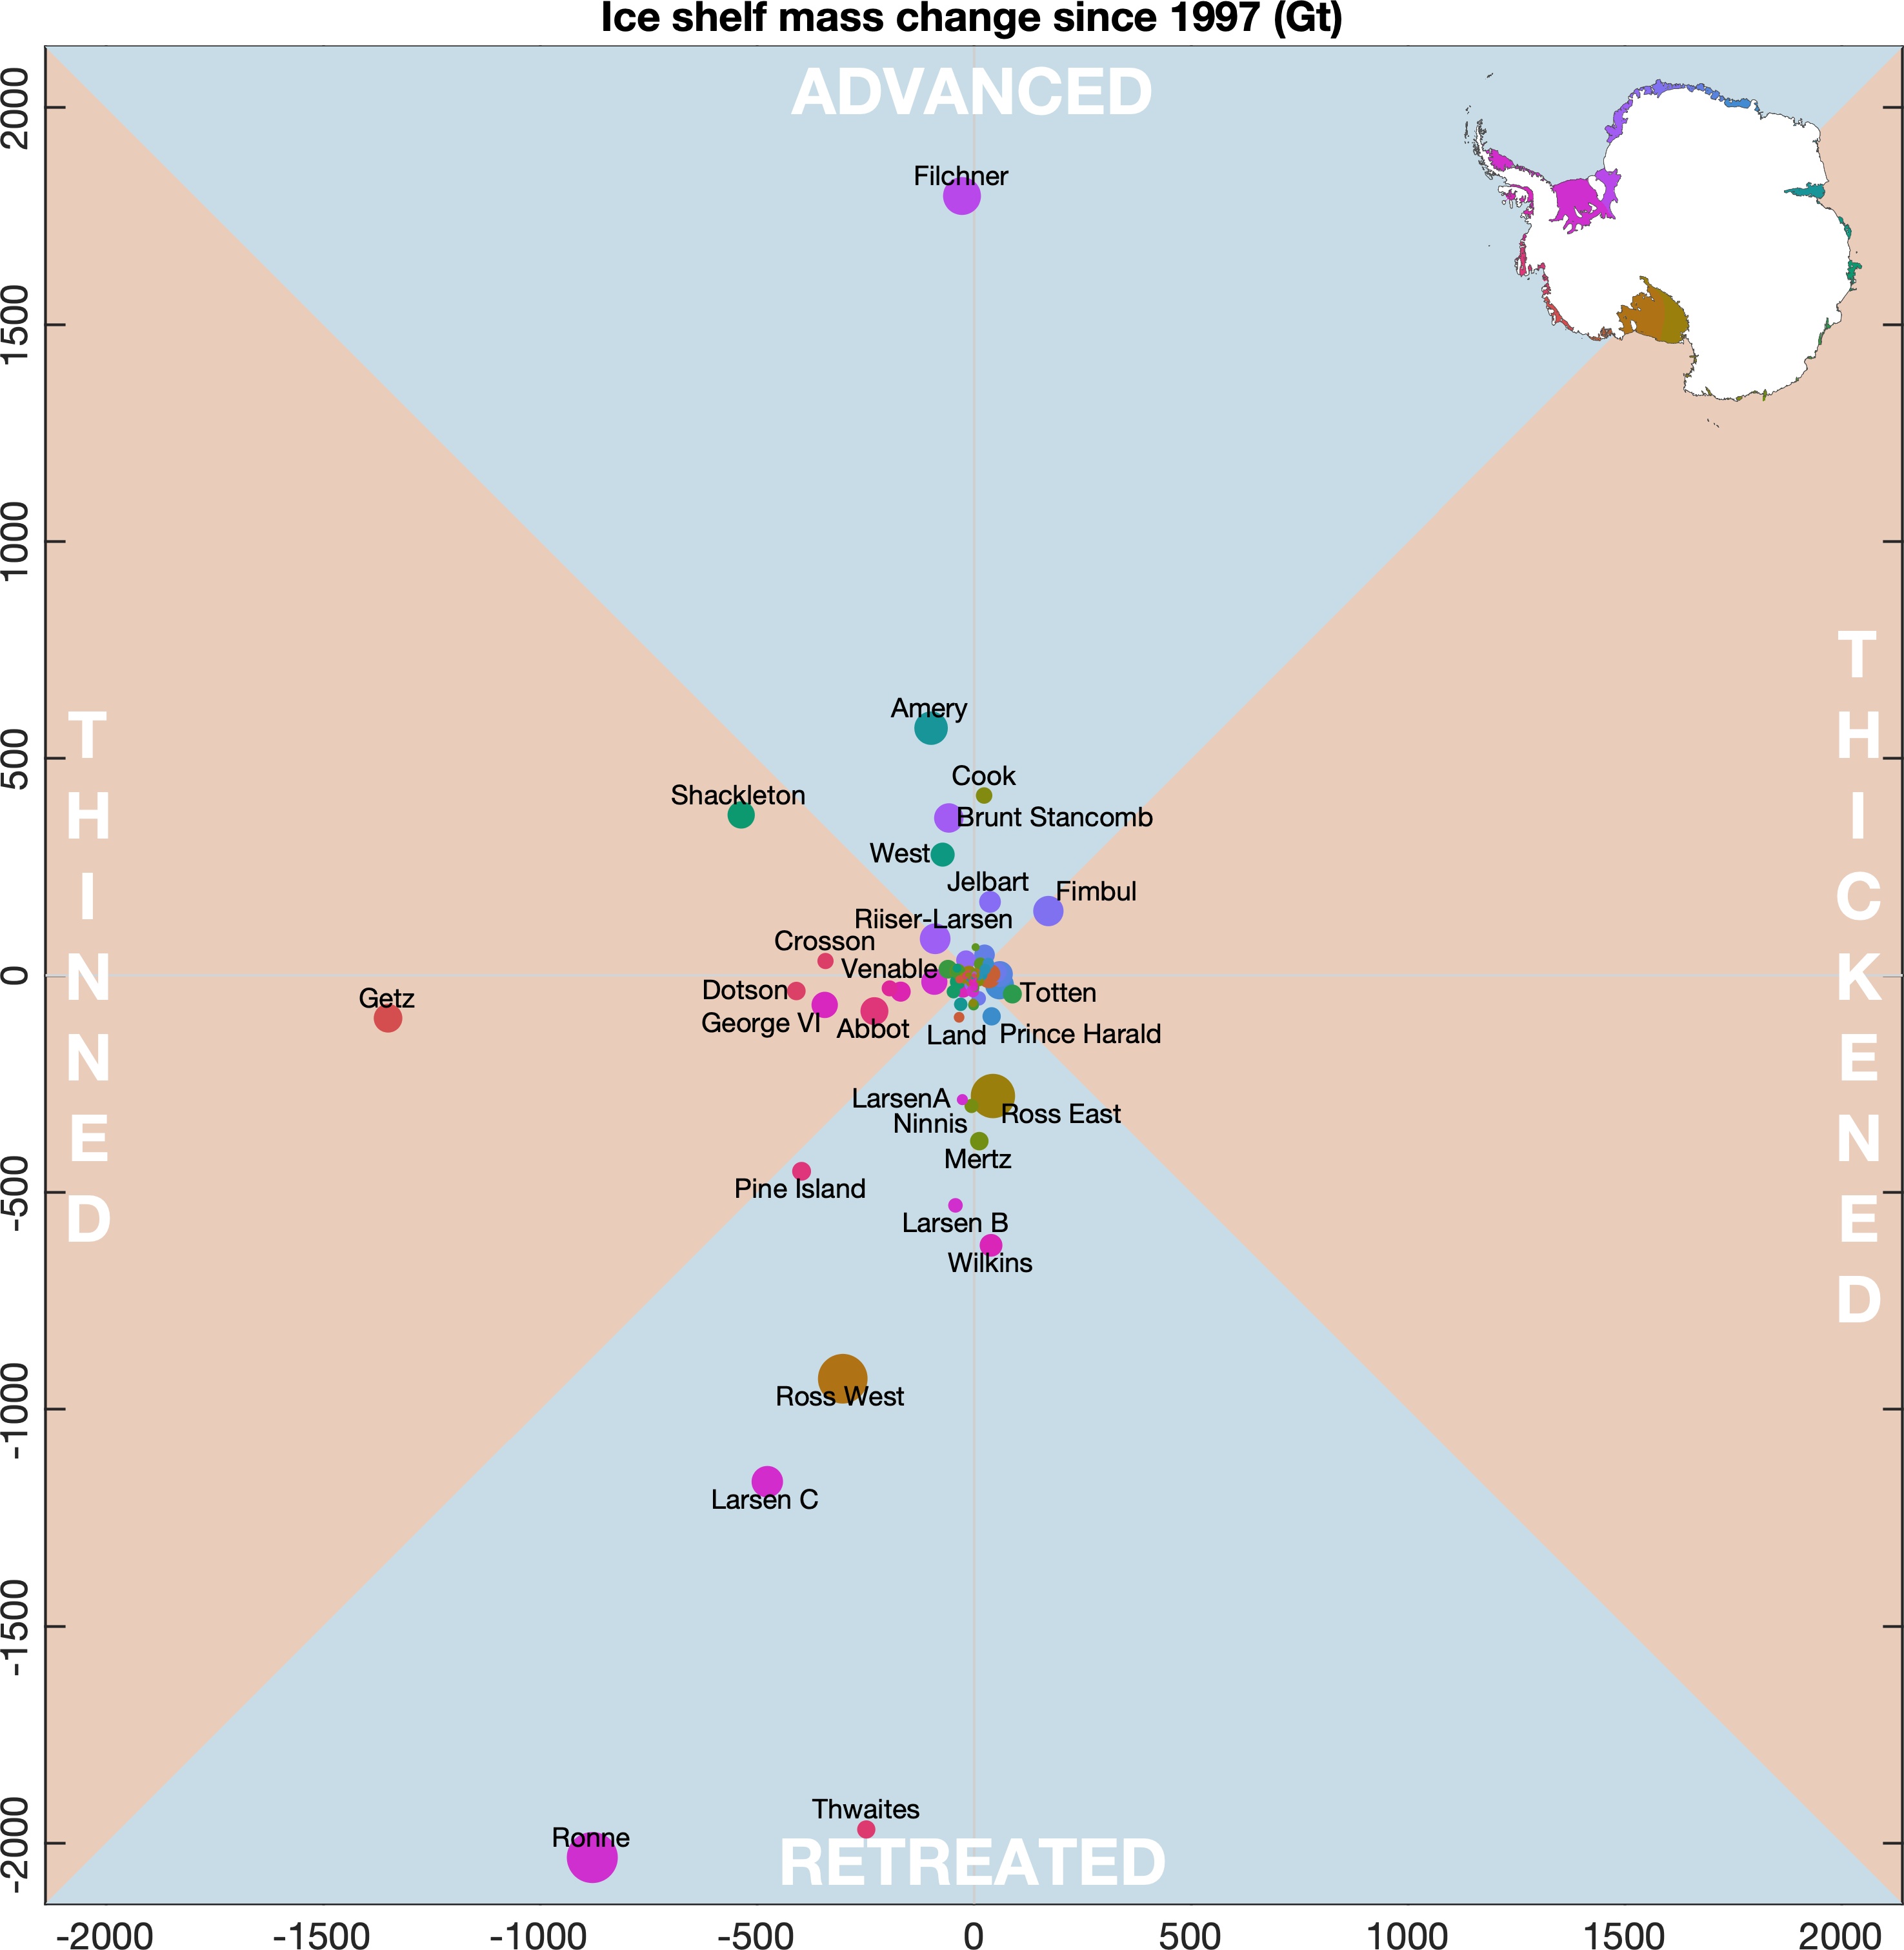 Ice shelf mass change since 1997 (Gt)
ADVANCED
2000
Filchner
1500
1000
T H I N N E D
T H I C K E N E D
500
Amery
Cook
Shackleton
Brunt Stancomb
West
Jelbart
Fimbul
Riiser-Larsen
Crosson
Venable
0
Getz
Dotson
Totten
George VI
Abbot
Land
Prince Harald
LarsenA
Ross East
Ninnis
Mertz
-500
Pine Island
Larsen B
Wilkins
-1000
Ross West
Larsen C
-1500
Thwaites
-2000
Ronne
RETREATED
-2000 -1500 -1000 -500 0 500 1000 1500 2000